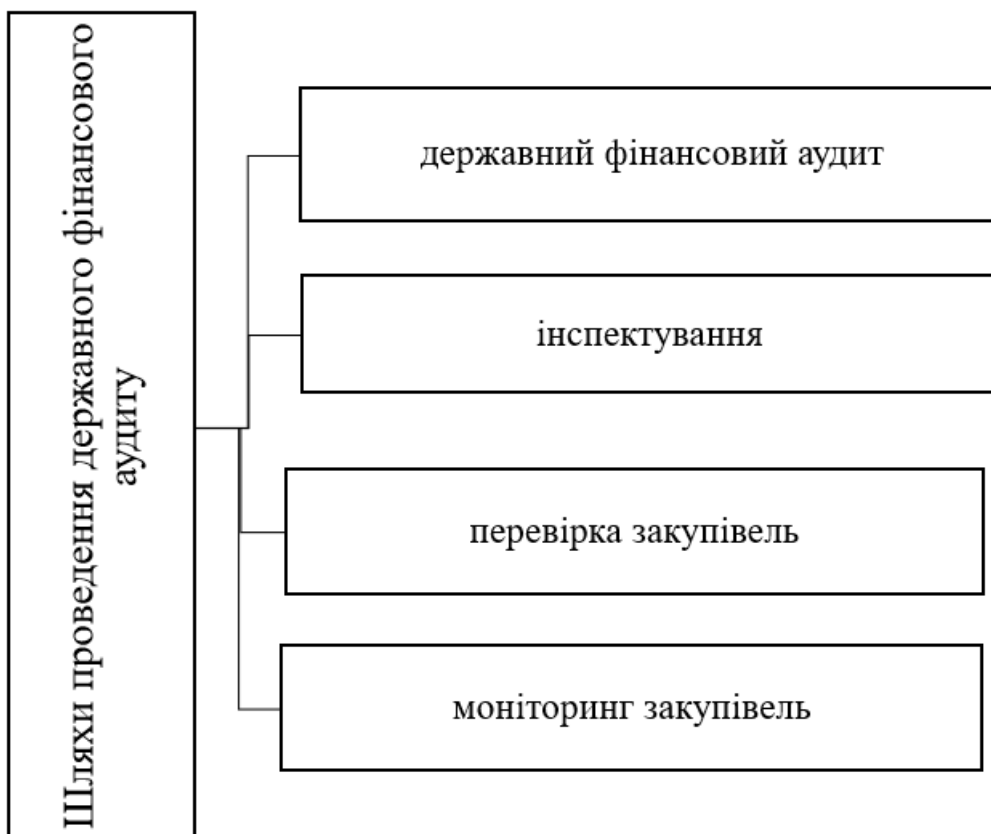 Шляхи проведення державного фінансового
аудиту
державний фінансовий аудит
інспектування
перевірка закупівель
моніторинг закупівель